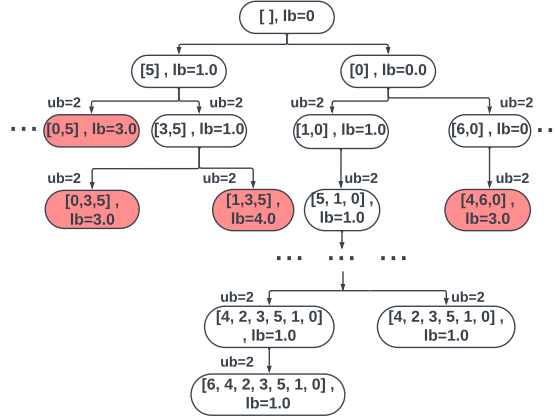 [ ], lb=0
[5] , lb=1.0
[0] , lb=0.0
ub=2
ub=2
ub=2
ub=2
...
[0,5] , lb=3.0
[3,5] , lb=1.0
[1,0] , lb=1.0
[6,0] , lb=0
..
ub=2
ub=2
ub=2
ub=2
[0,3,5] ,
lb=3.0
[1,3,5] ,
lb=4.0
[5, 1, 0] ,
lb=1.0
[4,6,0] ,
lb=3.0
... ... ...
ub=2
ub=2
[4, 2, 3, 5, 1, 0]
, lb=1.0
[4, 2, 3, 5, 1, 0] ,
lb=1.0
ub=2
[6, 4, 2, 3, 5, 1, 0] ,
lb=1.0